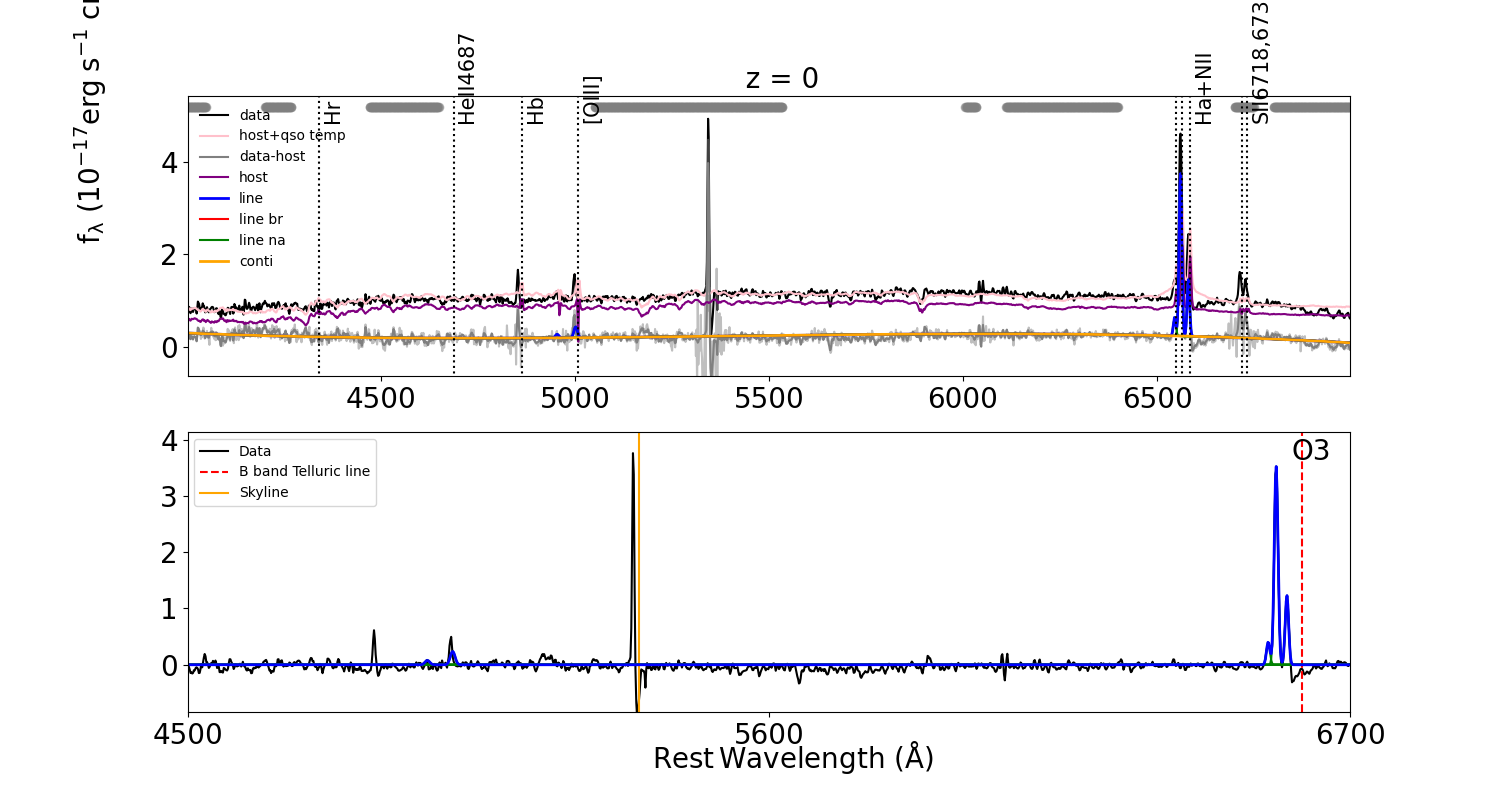 z = 0
f_λ (10^−17 erg s^−1 c
Hr
HeII4687
Hb
[OIII]
Ha+NII
SII6718,673
data
host+qso temp
data-host
host
line
line br
line na
conti
4
2
0
4500
5000
5500
6000
6500
Data
B band Telluric line
Skyline
O3
4
3
2
1
0
4500
5600
6700
Rest Wavelength (Å)